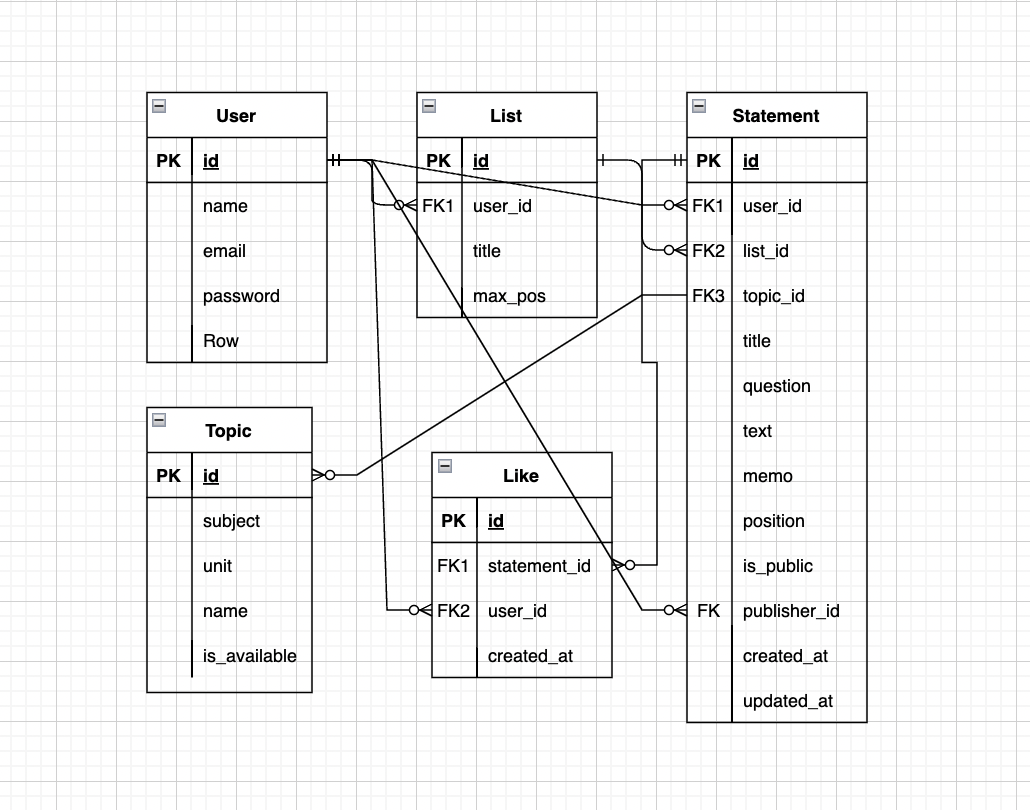 User
PK id
name
email
password
Row
List
PK id
FK1 user_id
title
max_pos
Statement
PK id
FK1 user_id
FK2 list_id
FK3 topic_id
title
question
text
memo
position
is_public
FK publisher_id
created_at
updated_at
Topic
PK id
subject
unit
name
is_available
Like
PK id
FK1 statement_id
FK2 user_id
created_at